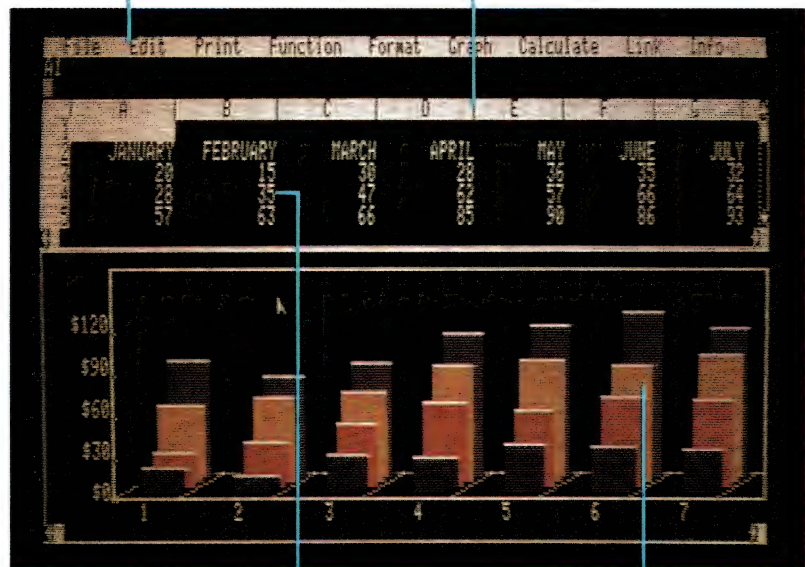 File Edit Print Function Format Graph Calculate Link Info
A1
A B C D E F G
JANUARY FEBRUARY MARCH APRIL MAY JUNE JULY
20 15 30 28 36 35 32
28 35 47 62 57 66 64
57 63 66 85 90 86 93
$120
$90
$60
$30
$0
1 2 3 4 5 6 7